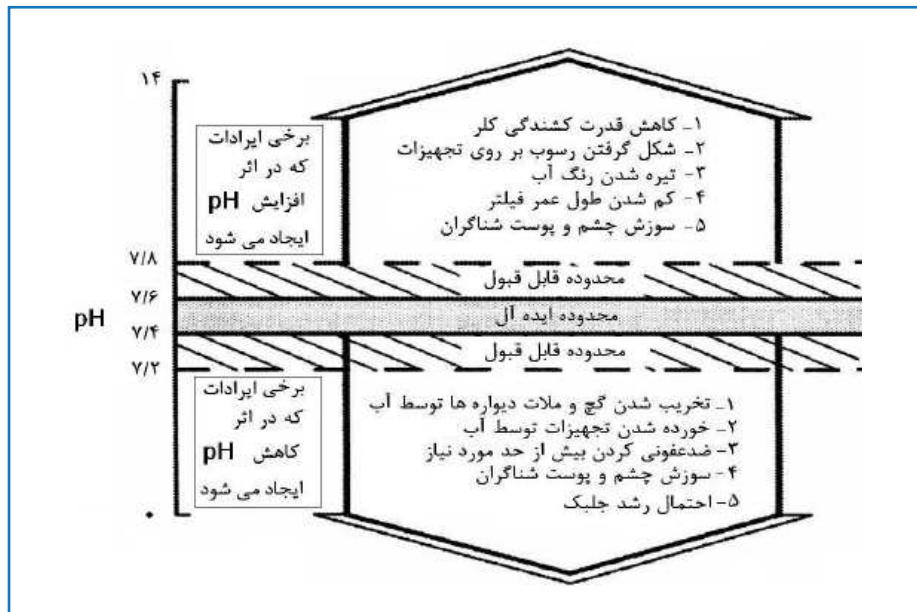 ۱۴
برخی ایرادات
که در اثر
افزایش pH
ایجاد می شود
۱_ کاهش قدرت کشندگی کلر
۲_ شکل گرفتن رسوب بر روی تجهیزات
۳- تیره شدن رنگ آب
۴- کم شدن طول عمر فیلتر
۵- سوزش چشم و پوست شناگران
۷/۸
محدوده قابل قبول
۷/۶
محدوده ایده آل
pH
۷/۴
محدوده قابل قبول
۷/۲
برخی ایرادات
که در اثر
کاهش pH
ایجاد می شود
۱_ تخریب شدن گچ و ملات دیواره ها توسط آب
۲- خورده شدن تجهیزات توسط آب
۳-ضدعفونی کردن بیش از حد مورد نیاز
۴-سوزش چشم و پوست شناگران
۵-احتمال رشد جلبک
۰